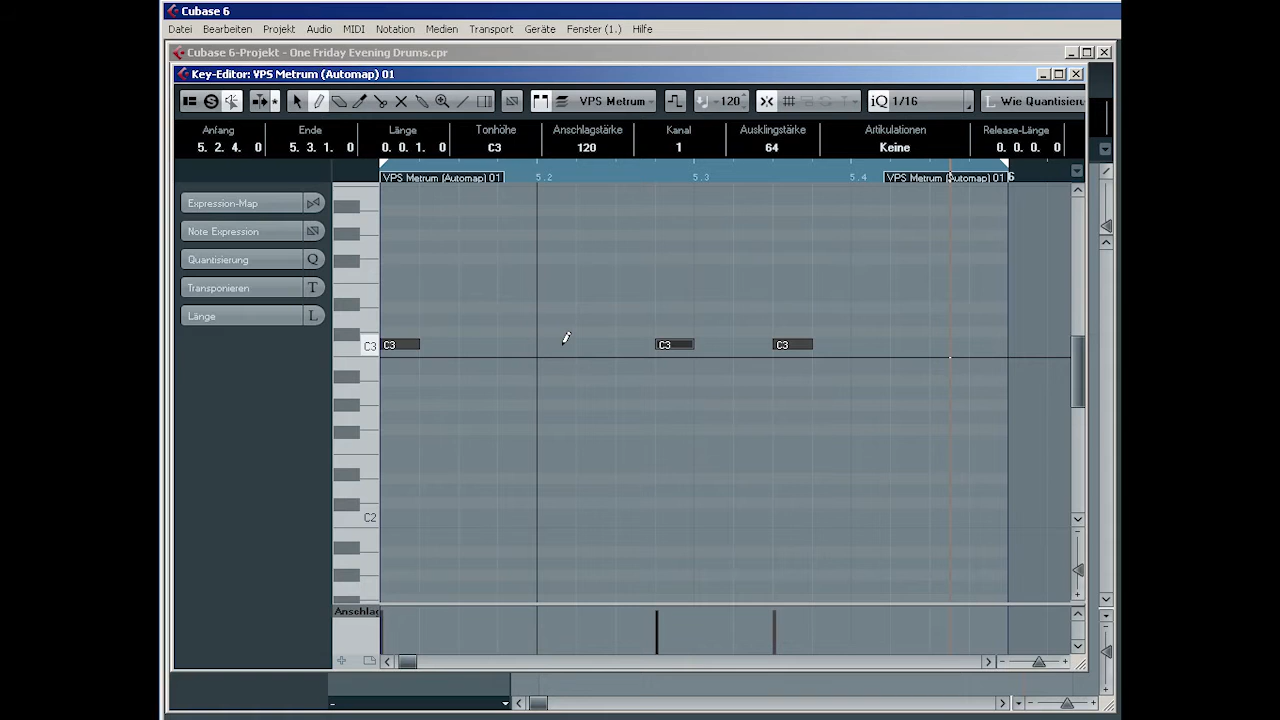 Cubase 6
Datei Bearbeiten Projekt Audio MIDI Notation Medien Transport Geräte Fenster (1.) Hilfe
Cubase 6-Projekt - One Friday Evening Drums.cpr
Key-Editor: VPS Metrum (Automap) 01
VPS Metrum 120 iQ 1/16 L Wie Quantisieru
Anfang Ende Länge Tonhöhe Anschlagstärke Kanal Ausklingstärke Artikulationen Release-Länge
5. 2. 4. 0 5. 3. 1. 0 0. 0. 1. 0 C3 120 1 64 Keine 0. 0. 0. 0
VPS Metrum (Automap) 01 5.2 5.3 5.4 VPS Metrum (Automap) 01 6
Expression-Map
Note Expression
Quantisierung Q
Transponieren T
Länge L
C3 C3 C3 C3
C2
Anschlag